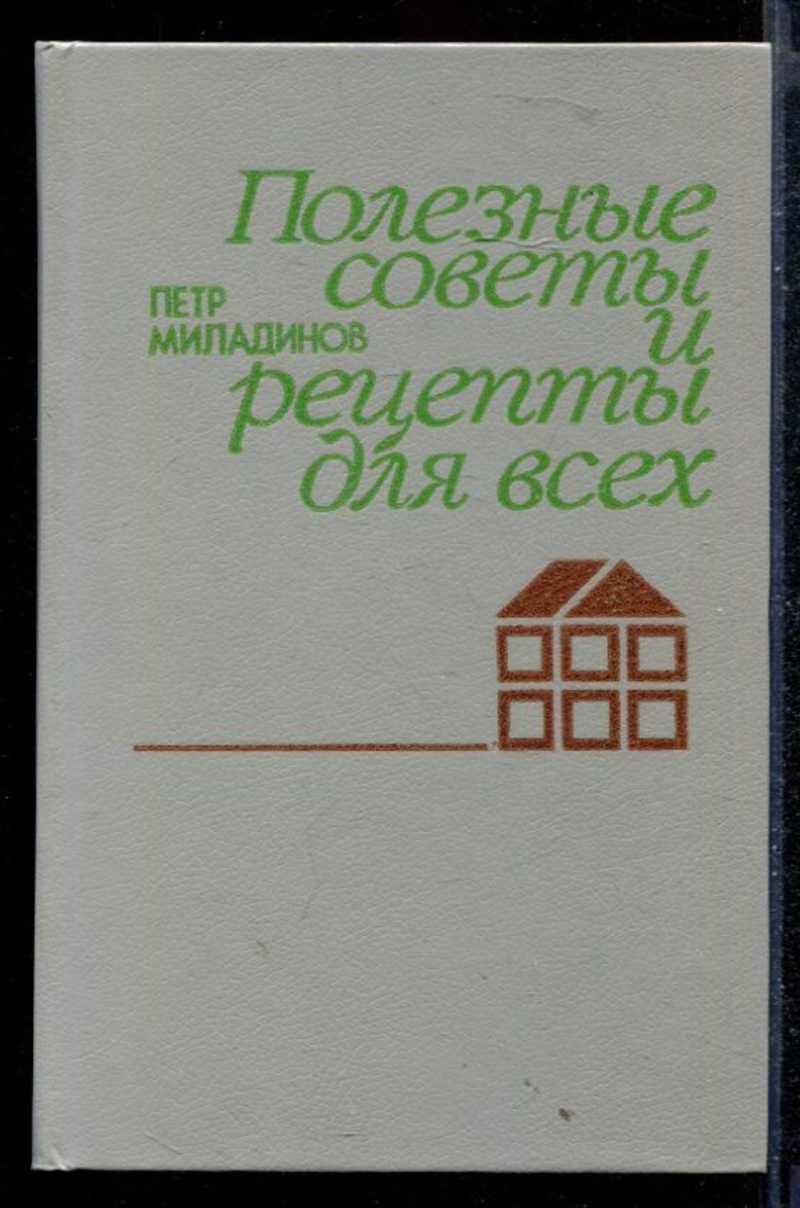 Полезные
советы
и
рецепты
для всех
ПЕТР
МИЛАДИНОВ